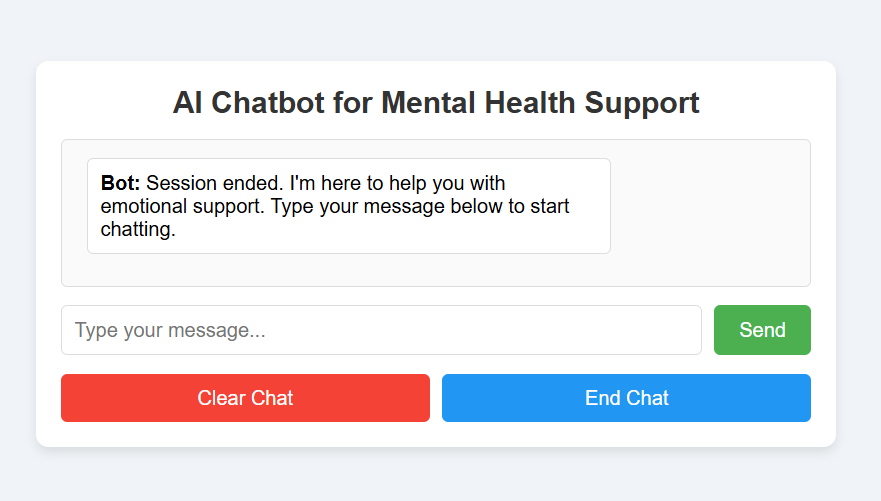 AI Chatbot for Mental Health Support
Bot: Session ended. I'm here to help you with
emotional support. Type your message below to start
chatting.
Type your message...
Send
Clear Chat
End Chat